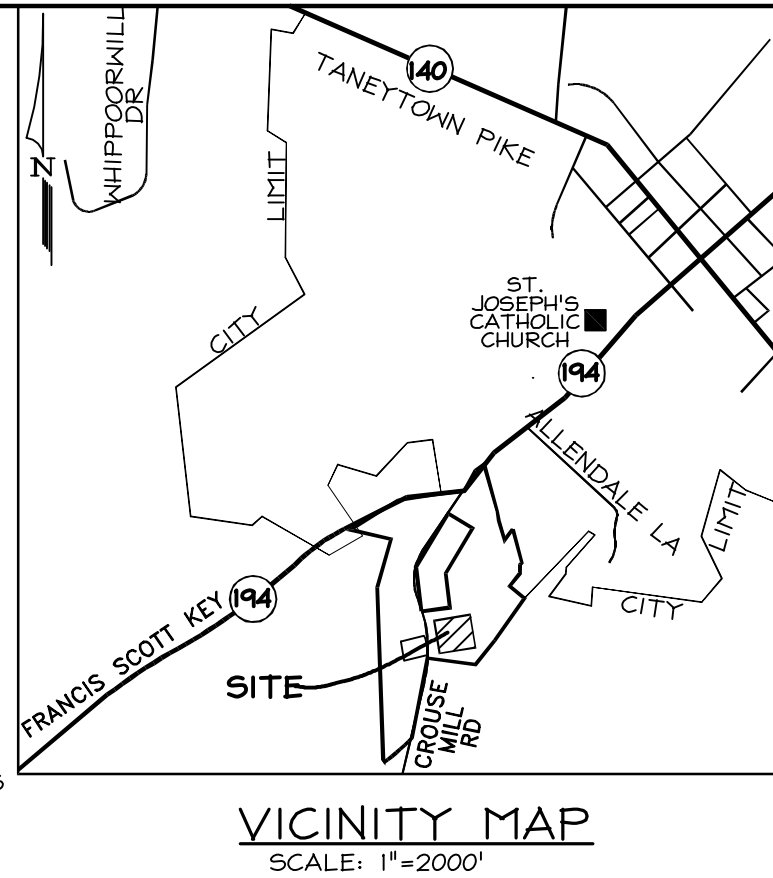 WHIPPOORWILL
DR
N
LIMIT
CITY
140
TANEYTOWN PIKE
ST.
JOSEPH'S
CATHOLIC
CHURCH
194
ALLENDALE LA
LIMIT
CITY
194
FRANCIS SCOTT KEY
SITE
CROUSE
MILL
RD
VICINITY MAP
SCALE: 1"=2000'